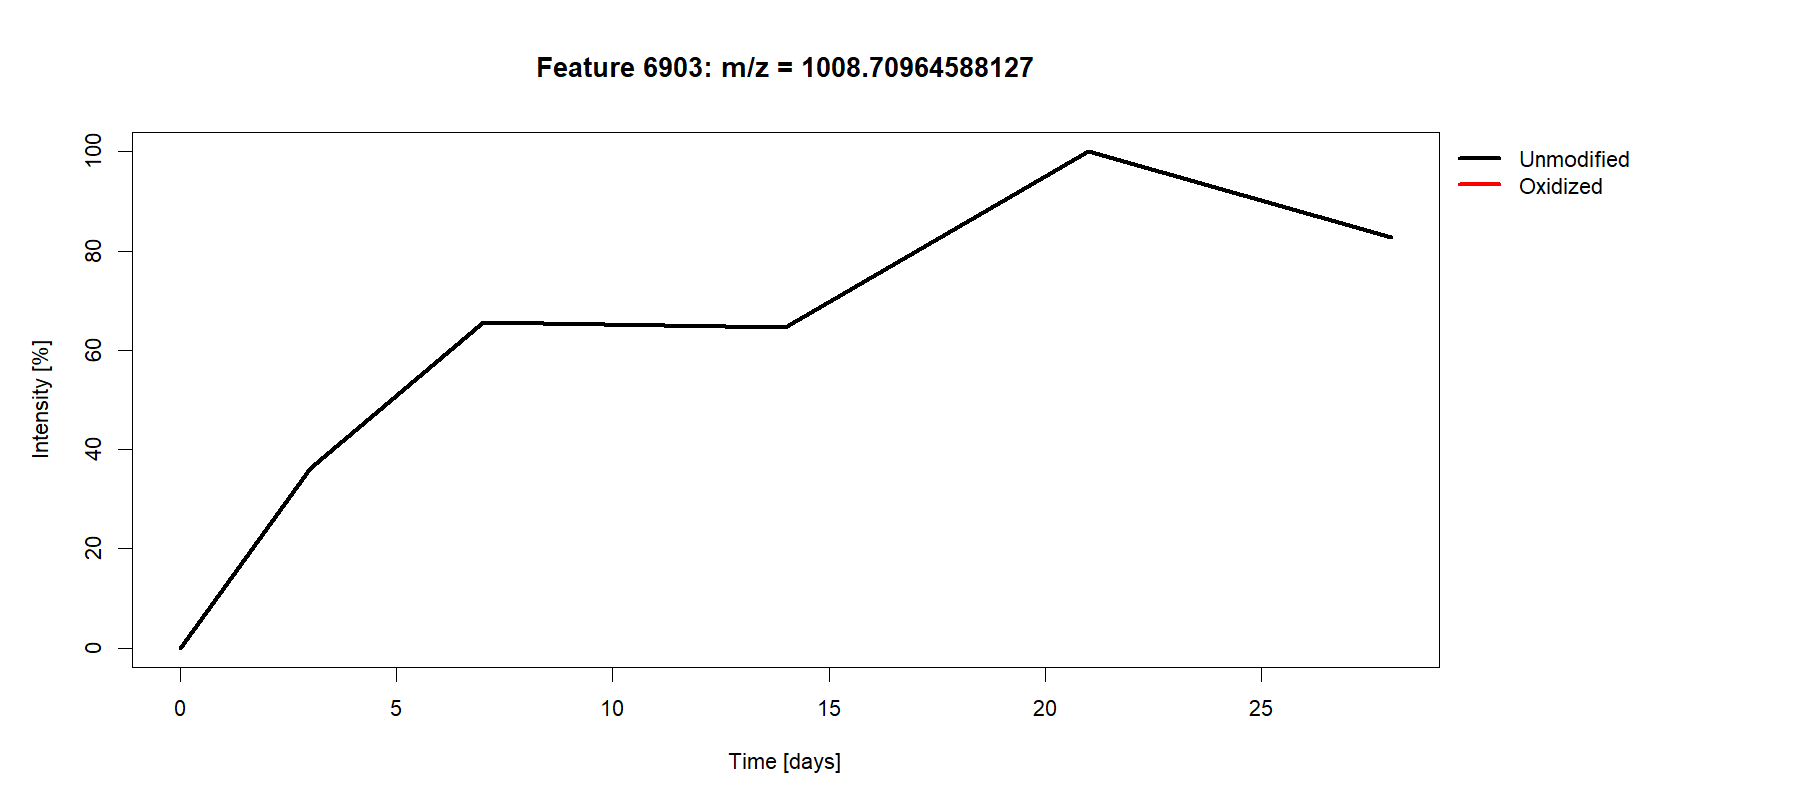 Feature 6903: m/z = 1008.70964588127
Unmodified
Oxidized
Intensity [%]
100
80
60
40
20
0
0 5 10 15 20 25
Time [days]